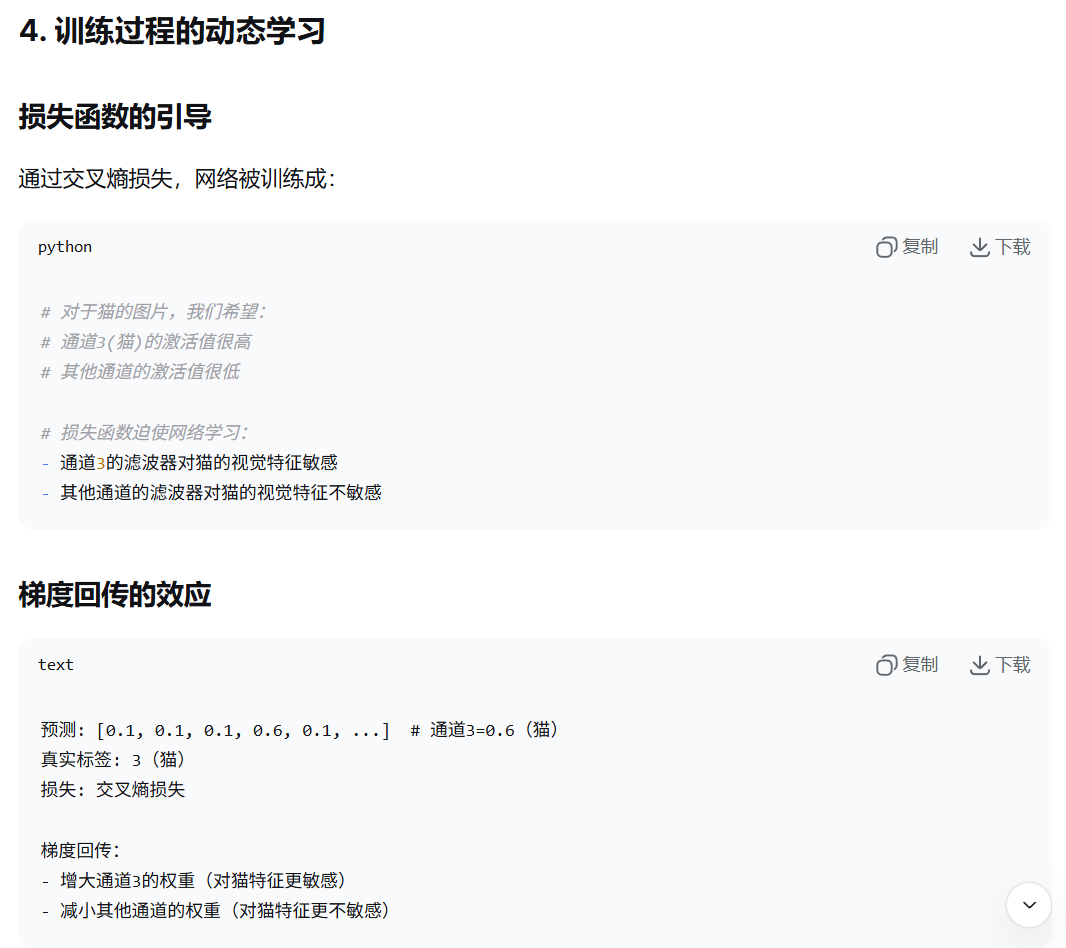 4. 训练过程的动态学习
损失函数的引导
通过交叉熵损失，网络被训练成：
python 复制 下载
# 对于猫的图片，我们希望：
# 通道3(猫)的激活值很高
# 其他通道的激活值很低
# 损失函数迫使网络学习：
- 通道3的滤波器对猫的视觉特征敏感
- 其他通道的滤波器对猫的视觉特征不敏感
梯度回传的效应
text 复制 下载
预测: [0.1, 0.1, 0.1, 0.6, 0.1, ...]  # 通道3=0.6（猫）
真实标签: 3（猫）
损失: 交叉熵损失
梯度回传：
- 增大通道3的权重（对猫特征更敏感）
- 减小其他通道的权重（对猫特征更不敏感）